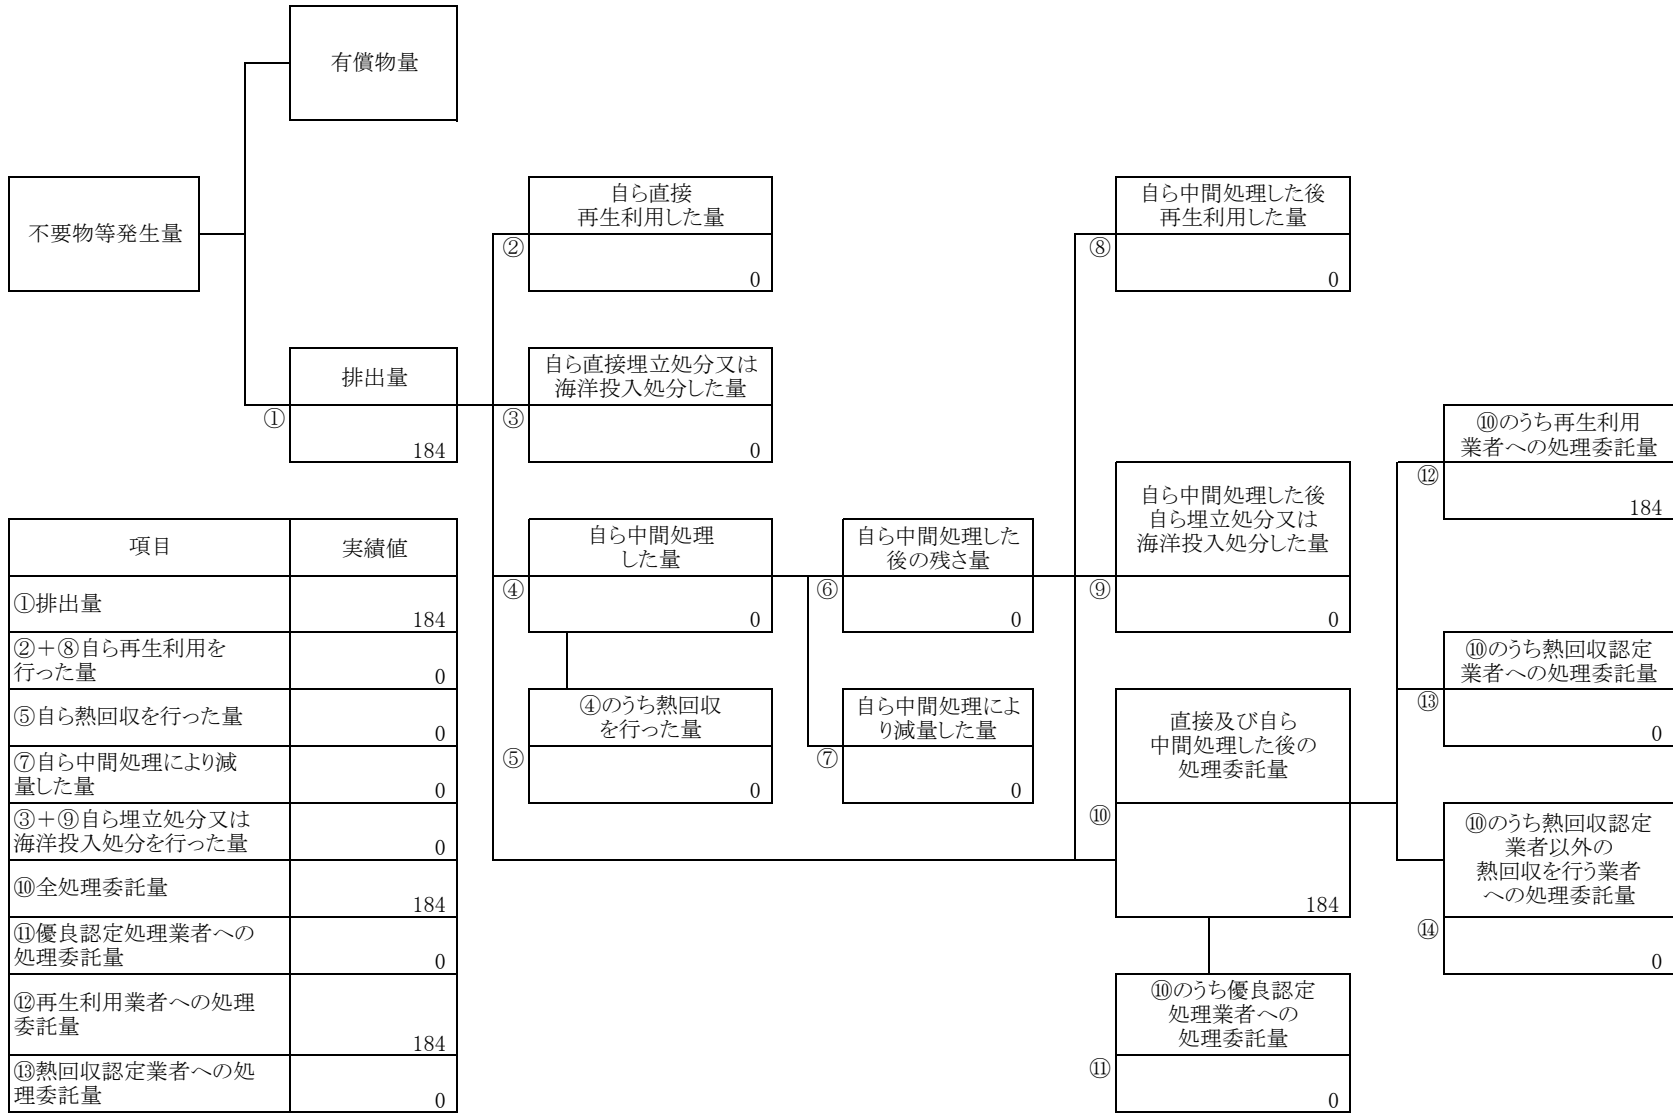 有償物量
不要物等発生量
自ら直接
再生利用した量
②
0
自ら中間処理した後
再生利用した量
⑧
0
排出量
①
184
自ら直接埋立処分又は
海洋投入処分した量
③
0
⑩のうち再生利用
業者への処理委託量
⑫
184
自ら中間処理
した量
④
0
自ら中間処理した
後の残さ量
⑥
0
自ら中間処理した後
自ら埋立処分又は
海洋投入処分した量
⑨
0
⑩のうち熱回収認定
業者への処理委託量
⑬
0
④のうち熱回収
を行った量
⑤
0
自ら中間処理によ
り減量した量
⑦
0
直接及び自ら
中間処理した後の
処理委託量
⑩
184
⑩のうち熱回収認定
業者以外の
熱回収を行う業者
への処理委託量
⑭
0
⑩のうち優良認定
処理業者への
処理委託量
⑪
0
項目 実績値
①排出量
184
②＋⑧自ら再生利用を
行った量
0
⑤自ら熱回収を行った量
0
⑦自ら中間処理により減
量した量
0
③＋⑨自ら埋立処分又は
海洋投入処分を行った量
0
⑩全処理委託量
184
⑪優良認定処理業者への
処理委託量
0
⑫再生利用業者への処理
委託量
184
⑬熱回収認定業者への処
理委託量
0